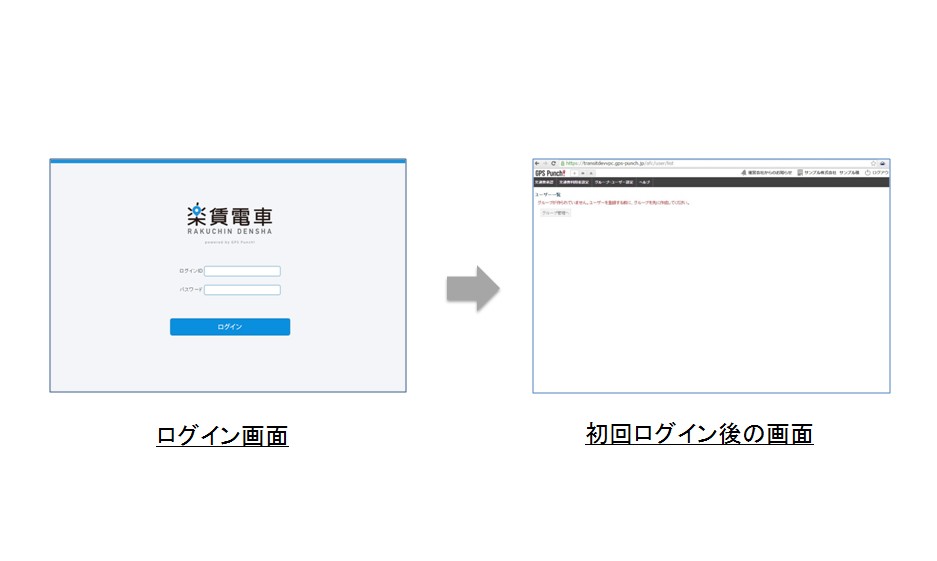 楽賃電車
RAKUCHIN DENSHA
powered by GPS Punch!
ログインID
パスワード
ログイン
ログイン画面
https://transitdevvpc.gps-punch.jp/afc/user/list
GPS Punch!
運営会社からのお知らせ サンプル株式会社 サンプル様 ログアウ
交通費承認 交通費利用者設定 グループ・ユーザー設定 ヘルプ
ユーザー一覧
グループが作られていません。ユーザーを登録する前に、グループを先に作成してください。
グループ管理へ
初回ログイン後の画面